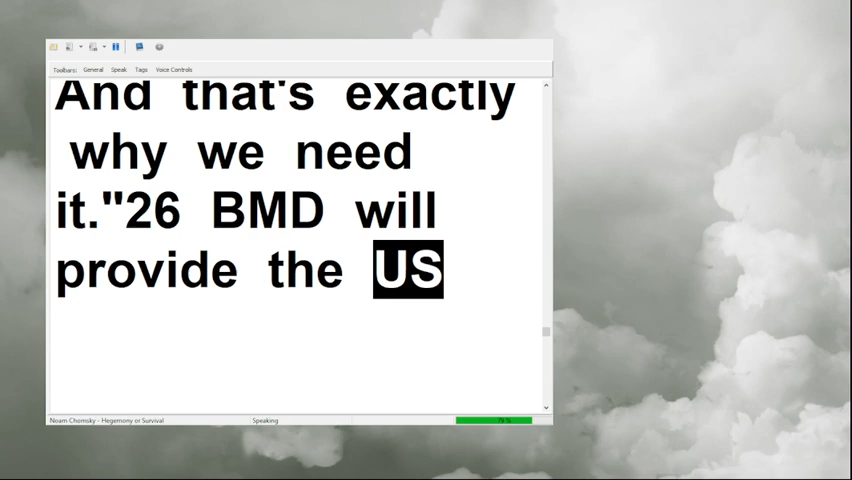 Toolbars: General Speak Tags Voice Controls
And that's exactly
why we need
it."26 BMD will
provide the US
Noam Chomsky - Hegemony or Survival Speaking 79 %